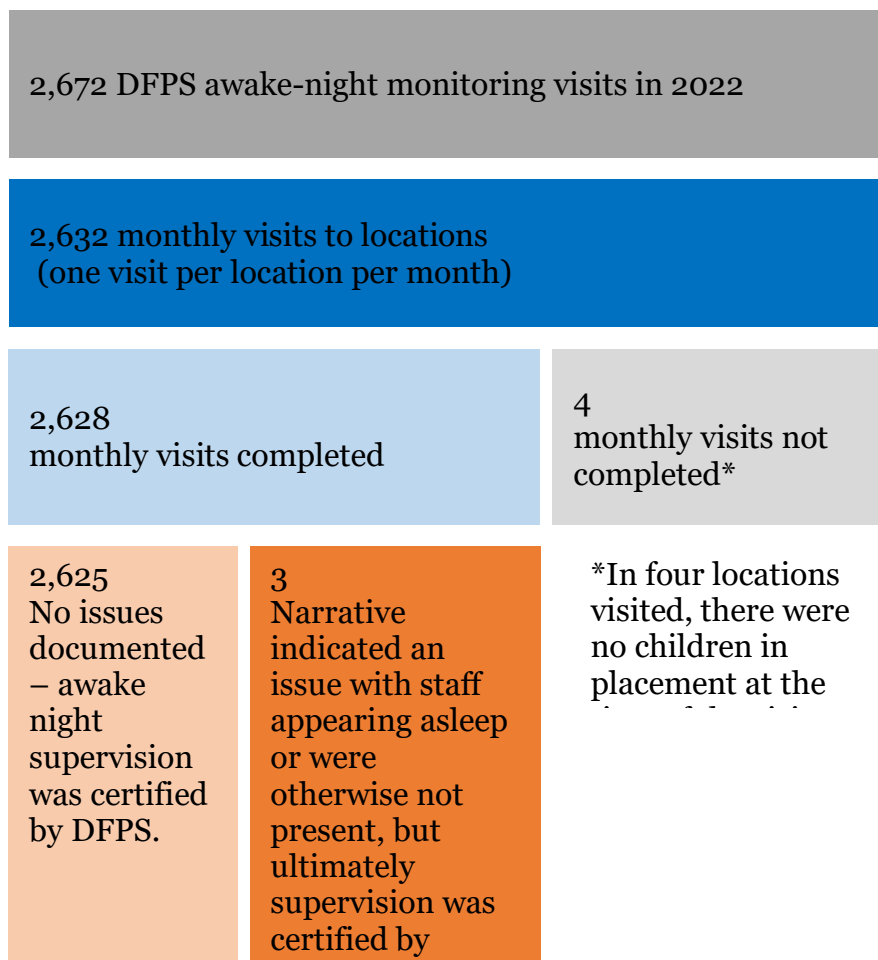 2,672 DFPS awake-night monitoring visits in 2022
2,632 monthly visits to locations
(one visit per location per month)
2,628
monthly visits completed
4
monthly visits not
completed*
2,625
No issues
documented
– awake
night
supervision
was certified
by DFPS.
3
Narrative
indicated an
issue with staff
appearing asleep
or were
otherwise not
present, but
ultimately
supervision was
certified by
*In four locations
visited, there were
no children in
placement at the